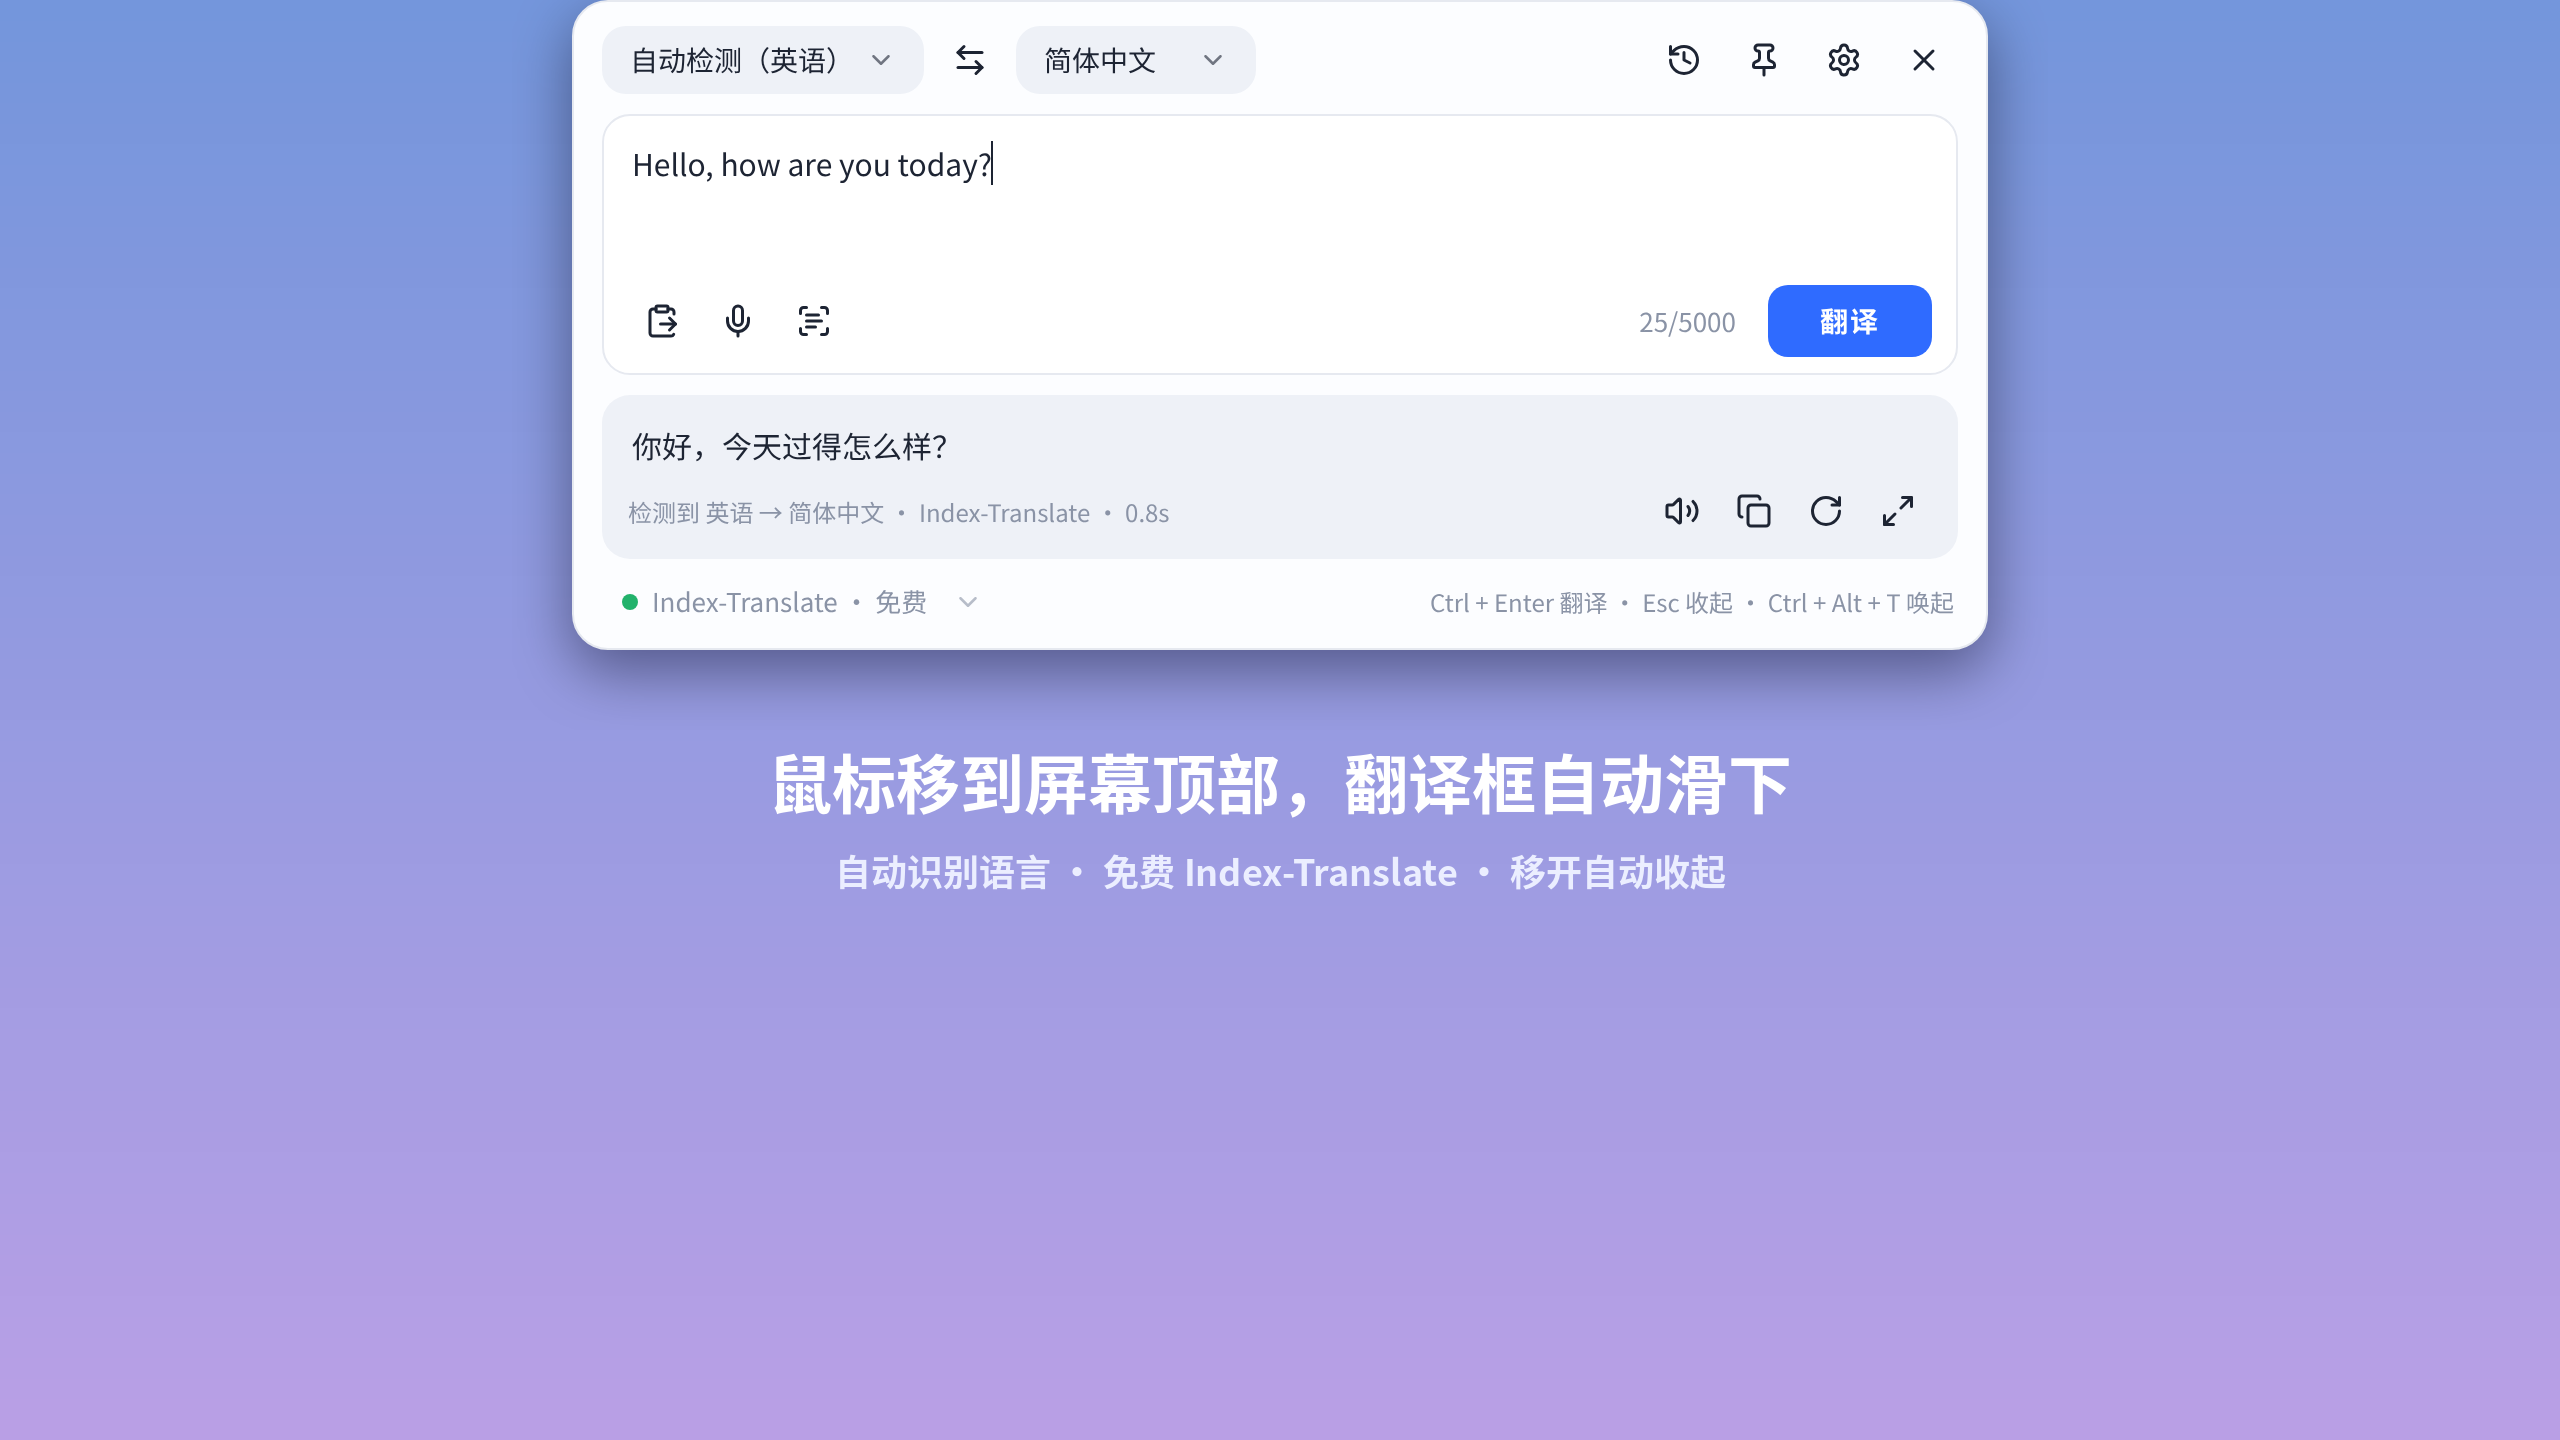 自动检测（英语）
简体中文
Hello, how are you today?
25/5000
翻译
你好，今天过得怎么样？
检测到 英语 → 简体中文 · Index-Translate · 0.8s
Index-Translate · 免费
Ctrl + Enter 翻译 · Esc 收起 · Ctrl + Alt + T 唤起
鼠标移到屏幕顶部，翻译框自动滑下
自动识别语言 · 免费 Index-Translate · 移开自动收起